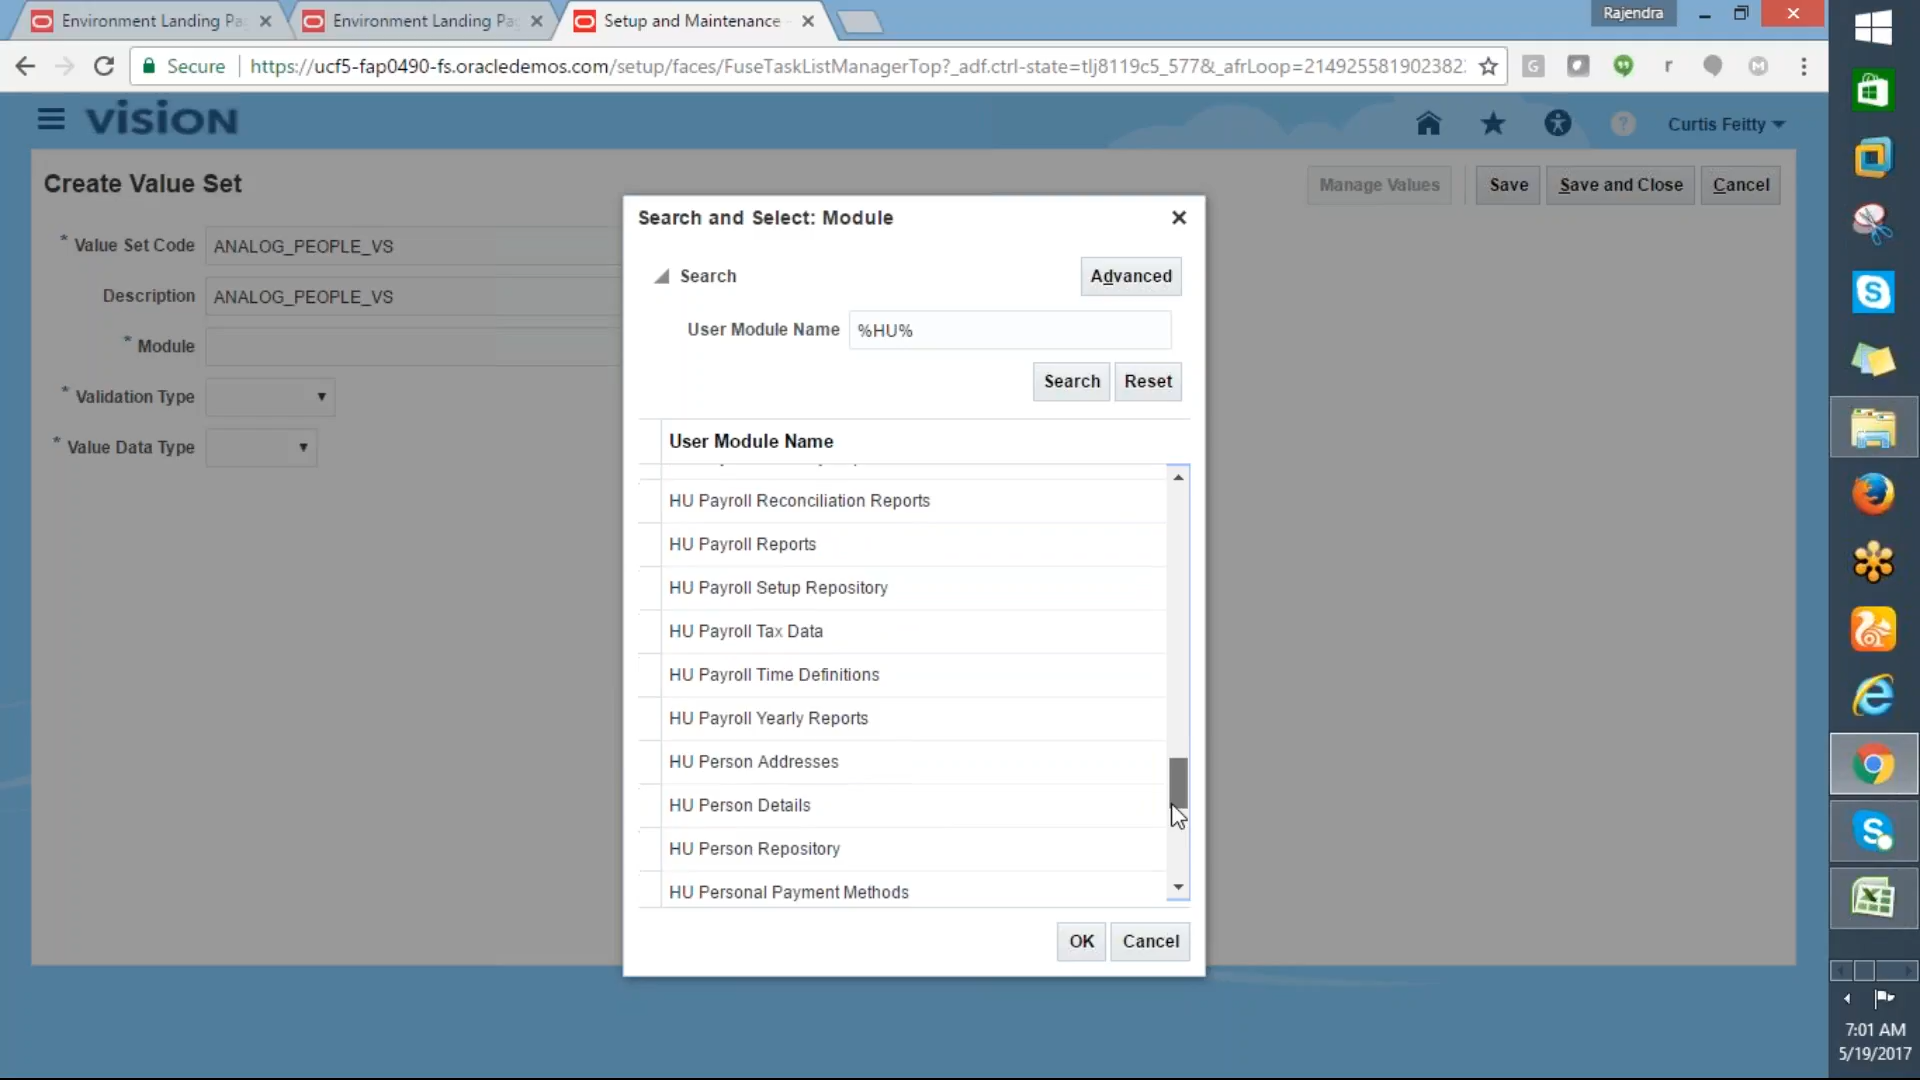 Environment Landing Pa
Environment Landing Pa
Setup and Maintenance
Rajendra
Secure
https://ucf5-fap0490-fs.oracledemos.com/setup/faces/FuseTaskListManagerTop?_adf.ctrl-state=tlj8119c5_577&_afrLoop=214925581902382
vision
Curtis Feitty
Create Value Set
Manage Values
Save
Save and Close
Cancel
* Value Set Code ANALOG_PEOPLE_VS
Description ANALOG_PEOPLE_VS
* Module
* Validation Type
* Value Data Type
Search and Select: Module
Search
Advanced
User Module Name %HU%
Search
Reset
User Module Name
HU Payroll Reconciliation Reports
HU Payroll Reports
HU Payroll Setup Repository
HU Payroll Tax Data
HU Payroll Time Definitions
HU Payroll Yearly Reports
HU Person Addresses
HU Person Details
HU Person Repository
HU Personal Payment Methods
OK
Cancel
7:01 AM
5/19/2017